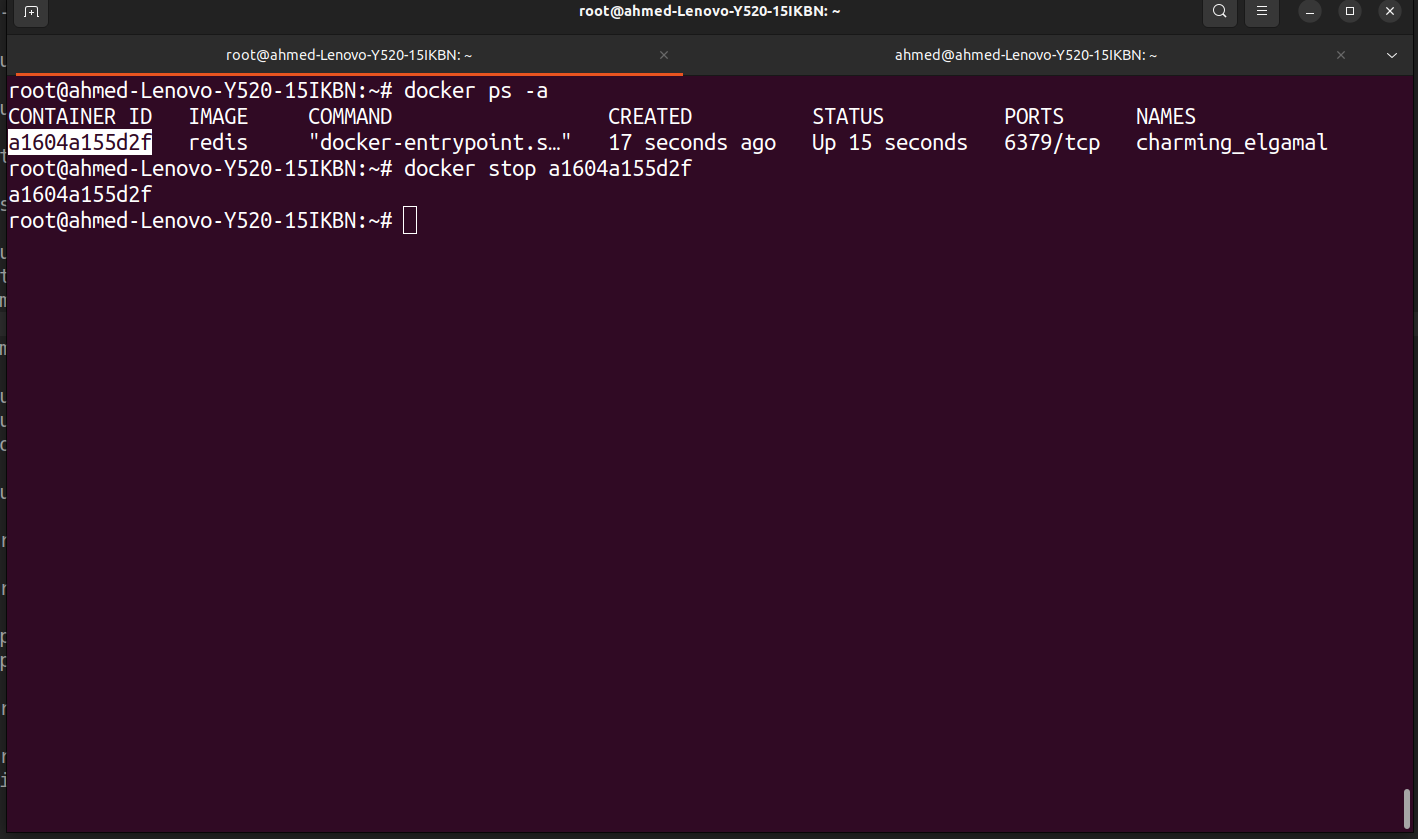 root@ahmed-Lenovo-Y520-15IKBN: ~
root@ahmed-Lenovo-Y520-15IKBN: ~
ahmed@ahmed-Lenovo-Y520-15IKBN: ~
root@ahmed-Lenovo-Y520-15IKBN:~# docker ps -a
CONTAINER ID   IMAGE     COMMAND                  CREATED          STATUS          PORTS      NAMES
a1604a155d2f   redis     "docker-entrypoint.s…"   17 seconds ago   Up 15 seconds   6379/tcp   charming_elgamal
root@ahmed-Lenovo-Y520-15IKBN:~# docker stop a1604a155d2f
a1604a155d2f
root@ahmed-Lenovo-Y520-15IKBN:~#